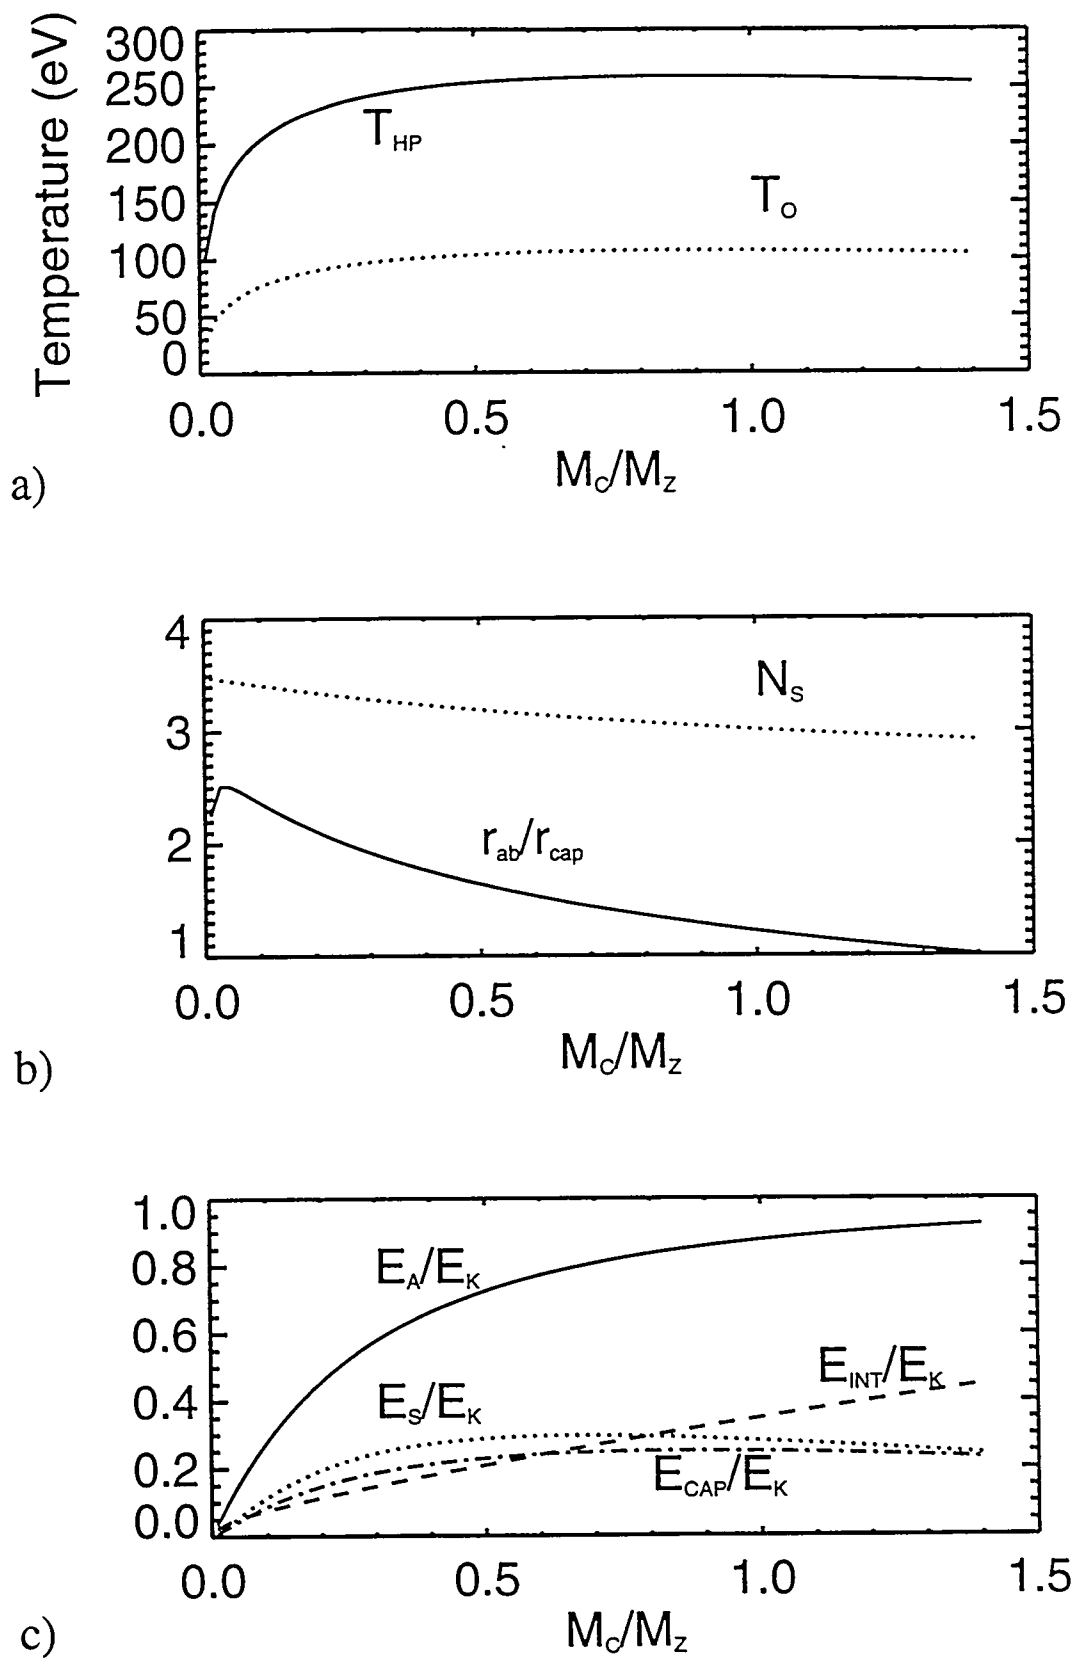 Temperature (eV)
300
250
200
150
100
50
0
T_HP
T_O
0.0 0.5 1.0 1.5
M_C/M_Z
a)
4
3
2
1
N_S
r_ab/r_cap
0.0 0.5 1.0 1.5
M_C/M_Z
b)
1.0
0.8
0.6
0.4
0.2
0.0
E_A/E_K
E_INT/E_K
E_S/E_K
E_CAP/E_K
0.0 0.5 1.0 1.5
M_C/M_Z
c)